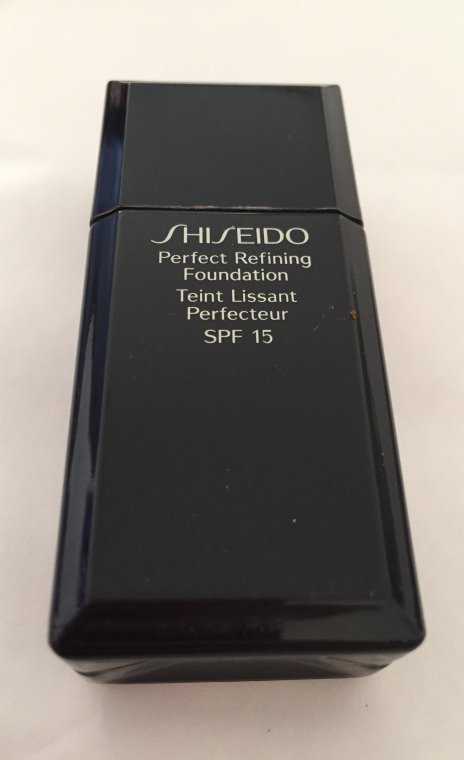 SHISEIDO
Perfect Refining
Foundation
Teint Lissant
Perfecteur
SPF 15